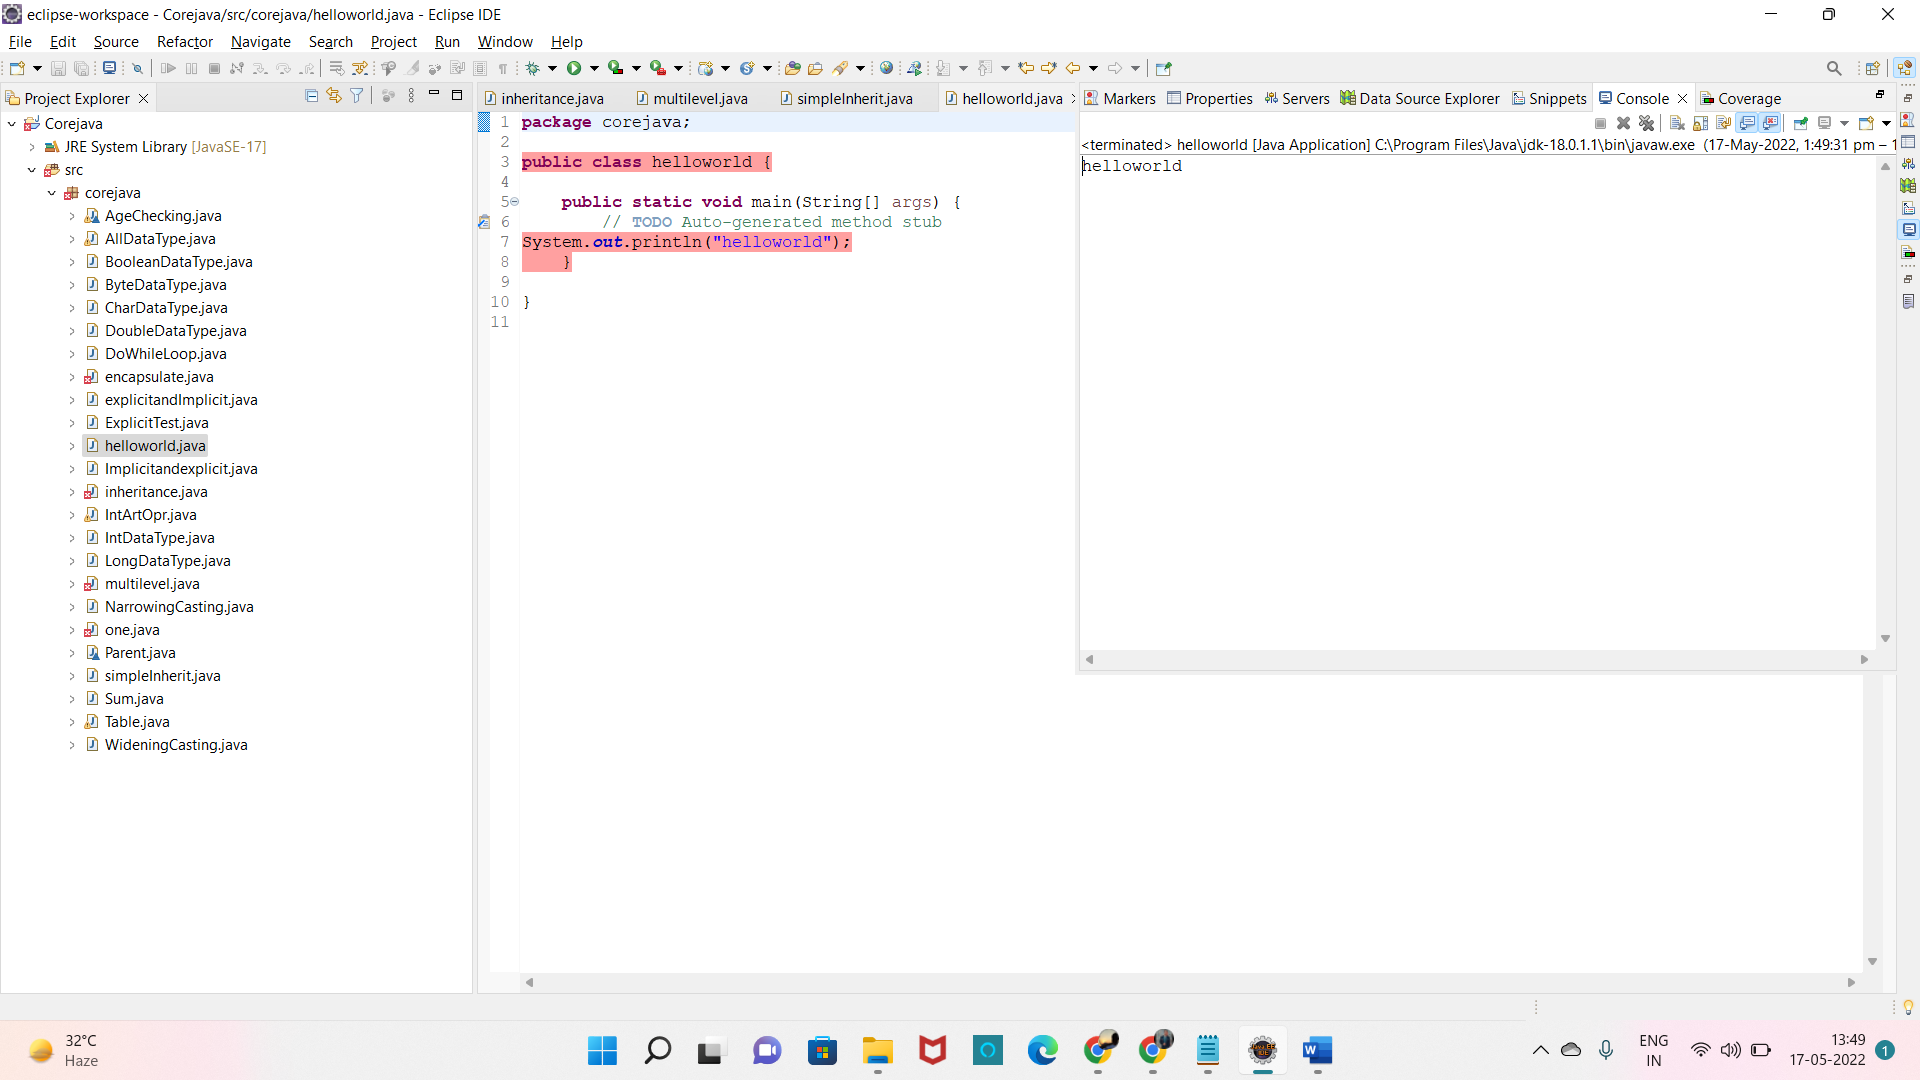 eclipse-workspace - Corejava/src/corejava/helloworld.java - Eclipse IDE
File Edit Source Refactor Navigate Search Project Run Window Help
Project Explorer
Corejava
JRE System Library [JavaSE-17]
src
corejava
AgeChecking.java
AllDataType.java
BooleanDataType.java
ByteDataType.java
CharDataType.java
DoubleDataType.java
DoWhileLoop.java
encapsulate.java
explicitandImplicit.java
ExplicitTest.java
helloworld.java
Implicitandexplicit.java
inheritance.java
IntArtOpr.java
IntDataType.java
LongDataType.java
multilevel.java
NarrowingCasting.java
one.java
Parent.java
simpleInherit.java
Sum.java
Table.java
WideningCasting.java
inheritance.java multilevel.java simpleInherit.java helloworld.java
1 package corejava;
2
3 public class helloworld {
4
5 public static void main(String[] args) {
6 // TODO Auto-generated method stub
7 System.out.println("helloworld");
8 }
9
10 }
11
Markers Properties Servers Data Source Explorer Snippets Console Coverage
<terminated> helloworld [Java Application] C:\Program Files\Java\jdk-18.0.1.1\bin\javaw.exe (17-May-2022, 1:49:31 pm – 1
helloworld
32°C
Haze
ENG
IN
13:49
17-05-2022
1